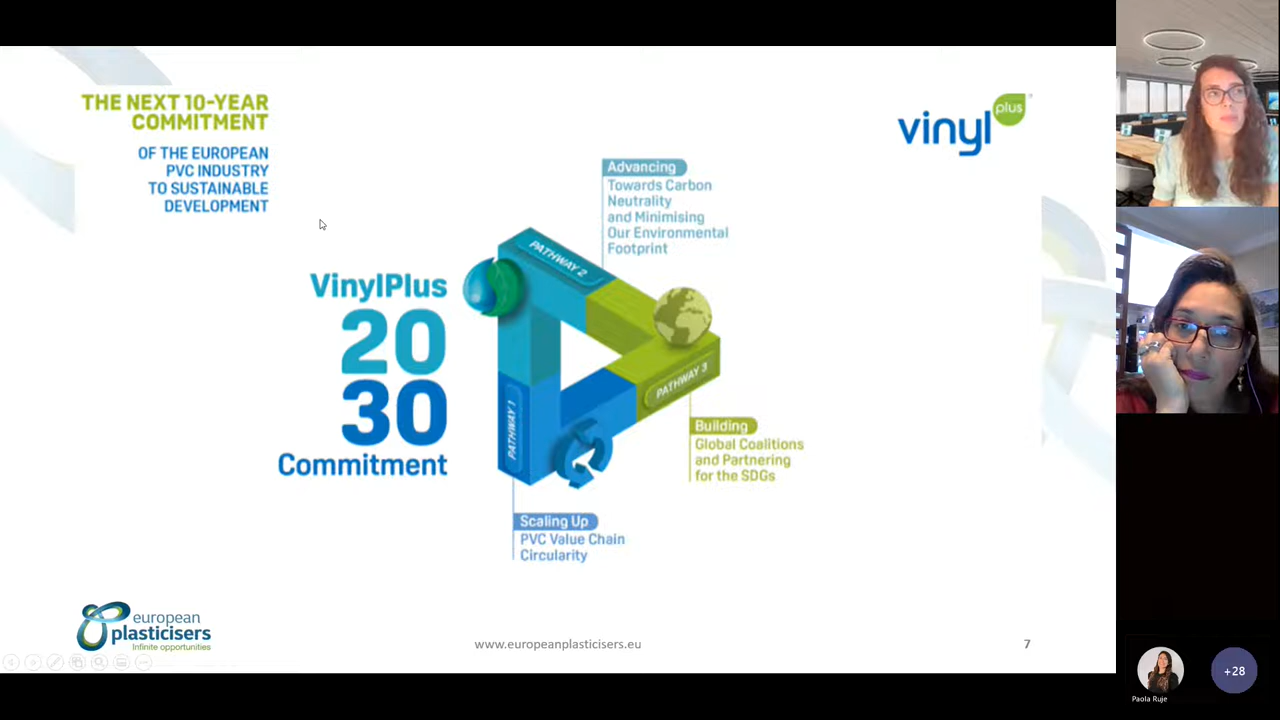 THE NEXT 10-YEAR
COMMITMENT
OF THE EUROPEAN
PVC INDUSTRY
TO SUSTAINABLE
DEVELOPMENT
vinyl plus
Advancing
Towards Carbon
Neutrality
and Minimising
Our Environmental
Footprint
PATHWAY 2
VinylPlus
20
30
Commitment
PATHWAY 3
PATHWAY 1
Building
Global Coalitions
and Partnering
for the SDGs
Scaling Up
PVC Value Chain
Circularity
european
plasticisers
Infinite opportunities
www.europeanplasticisers.eu
7
+28
Paola Ruje